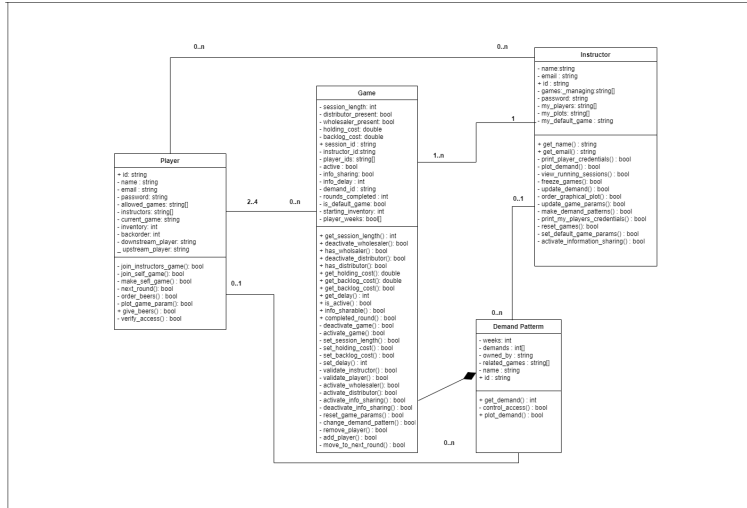 0..n
0..n
Instructor
- name:string
- email : string
+ id : string
- games:_managing:string[]
- password: string
- my_players : string[]
- my_plots : string[]
- my_default_game : string
+ get_name() : string
+ get_email() : string
- print_player_credentials() : bool
- plot_demand() : bool
- view_running_sessions() : bool
- freeze_games() : bool
- update_demand() : bool
- order_graphical_plot() : bool
- update_game_params() : bool
- make_demand_patterns() : bool
- print_my_players_credentials() : bool
- reset_games() : bool
- set_default_game_params() : bool
- activate_information_sharing() : bool
Game
- session_length: int
- distributor_present: bool
- wholesaler_present: bool
- holding_cost: double
- backlog_cost: double
+ session_id : string
- instructor_id:string
- player_ids: string[]
- active : bool
- info_sharing: bool
- info_delay : int
- demand_id : string
- rounds_completed : int
- is_default_game: bool
- starting_inventory : int
- player_weeks: bool[]
+ get_session_length() : int
+ deactivate_wholesaler() : bool
+ has_wholsaler() : bool
+ deactivate_distributor() : bool
+ has_distributor() : bool
+ get_holding_cost(): double
+ get_backlog_cost(): double
+ get_backlog_cost(): bool
+ get_delay() : int
+ is_active() : bool
+ info_sharable() : bool
+ completed_round() : bool
- deactivate_game() : bool
- activate_game() :bool
- set_session_length() : bool
- set_holding_cost() : bool
- set_backlog_cost() : bool
- set_delay() : bool
- validate_instructor() : bool
- validate_player() : bool
- activate_wholesaler() : bool
- activate_distributor() : bool
- activate_info_sharing() : bool
- deactivate_info_sharing() : bool
- reset_game_params() : bool
- change_demand_pattern() : bool
- remove_player() : bool
- add_player() : bool
- move_to_next_round() : bool
1
1..n
Player
+ id: string
- name : string
- email : string
- password: string
- allowed_games: string[]
- instructors: string[]
- current_game: string
- inventory: int
- backorder: int
- downstream_player: string
_ upstream_player: string
- join_instructors_game(): bool
- join_self_game(): bool
- make_sefl_game() : bool
- next_round() : bool
- order_beers() : bool
- plot_game_param() : bool
+ give_beers() : bool
- verify_access() : bool
2..4
0..n
0..1
0..1
0..n
Demand Patterm
- weeks: int
- demands : int[]
- owned_by : string
- related_games : string[]
- name : string
+ id : string
+ get_demand() : int
- control_access() : bool
+ plot_demand() : bool
0..n